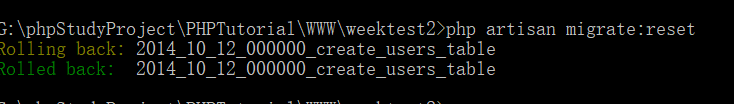 G:\phpStudyProject\PHPTutorial\WWW\weektest2>php artisan migrate:reset
Rolling back: 2014_10_12_000000_create_users_table
Rolled back:  2014_10_12_000000_create_users_table